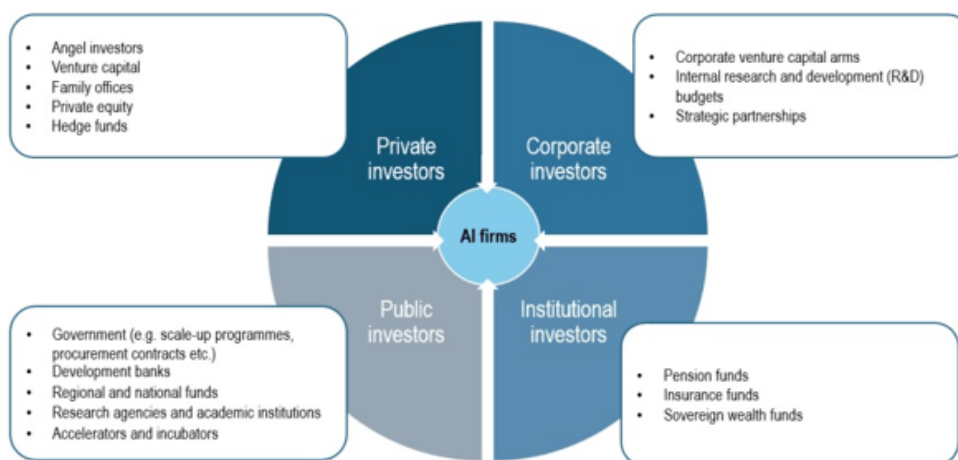 • Angel investors
• Venture capital
• Family offices
• Private equity
• Hedge funds
• Corporate venture capital arms
• Internal research and development (R&D)
budgets
• Strategic partnerships
Private
investors
Corporate
investors
AI firms
Public
investors
Institutional
investors
• Government (e.g. scale-up programmes,
procurement contracts etc.)
• Development banks
• Regional and national funds
• Research agencies and academic institutions
• Accelerators and incubators
• Pension funds
• Insurance funds
• Sovereign wealth funds